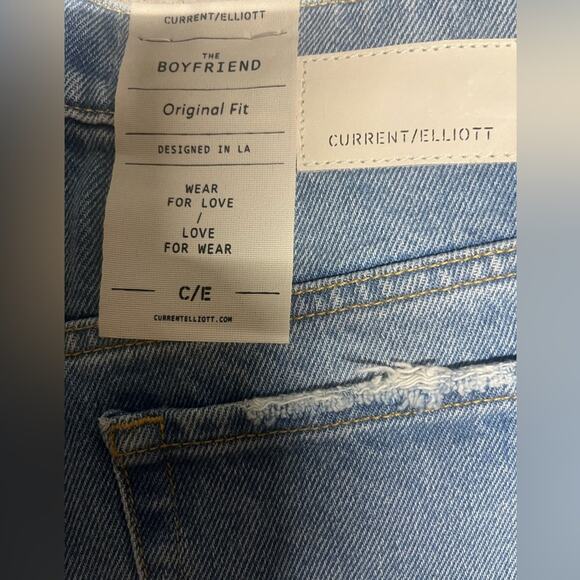 CURRENT/ELLIOTT
THE
BOYFRIEND
Original Fit
DESIGNED IN LA
WEAR
FOR LOVE
/
LOVE
FOR WEAR
C/E
CURRENTELLIOTT.COM
CURRENT/ELLIOTT